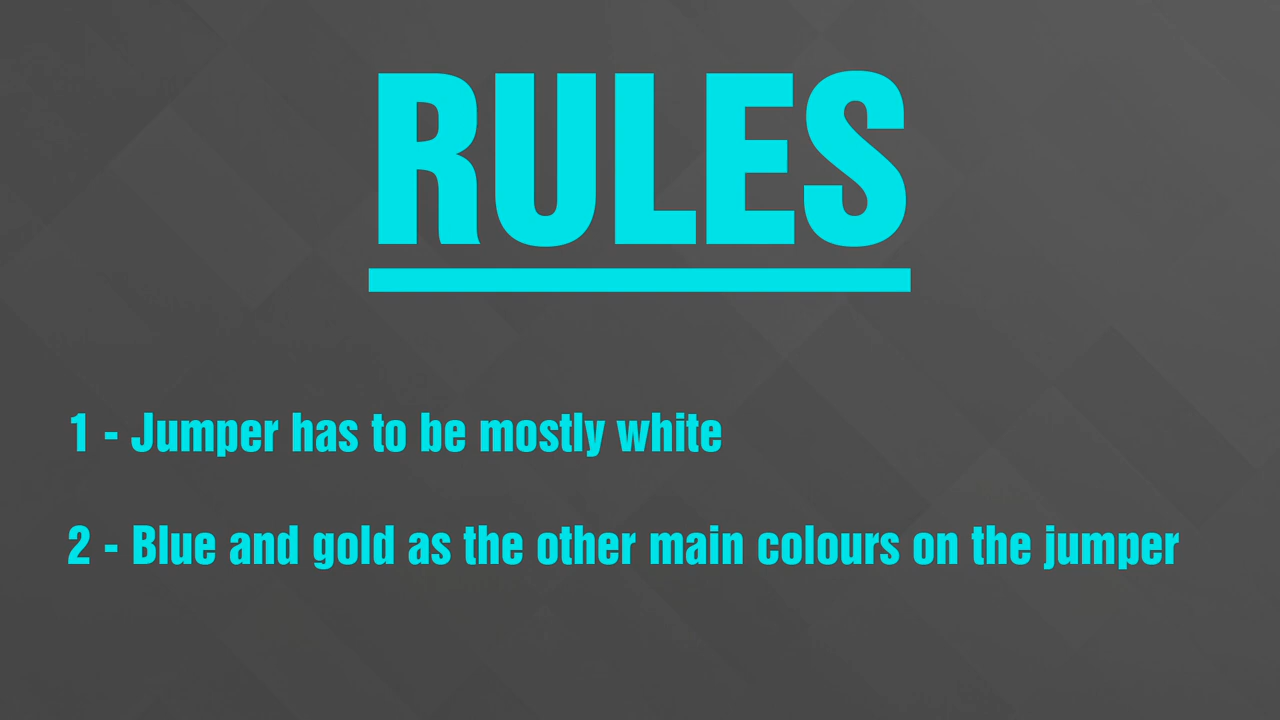 RULES
1 - Jumper has to be mostly white
2 - Blue and gold as the other main colours on the jumper